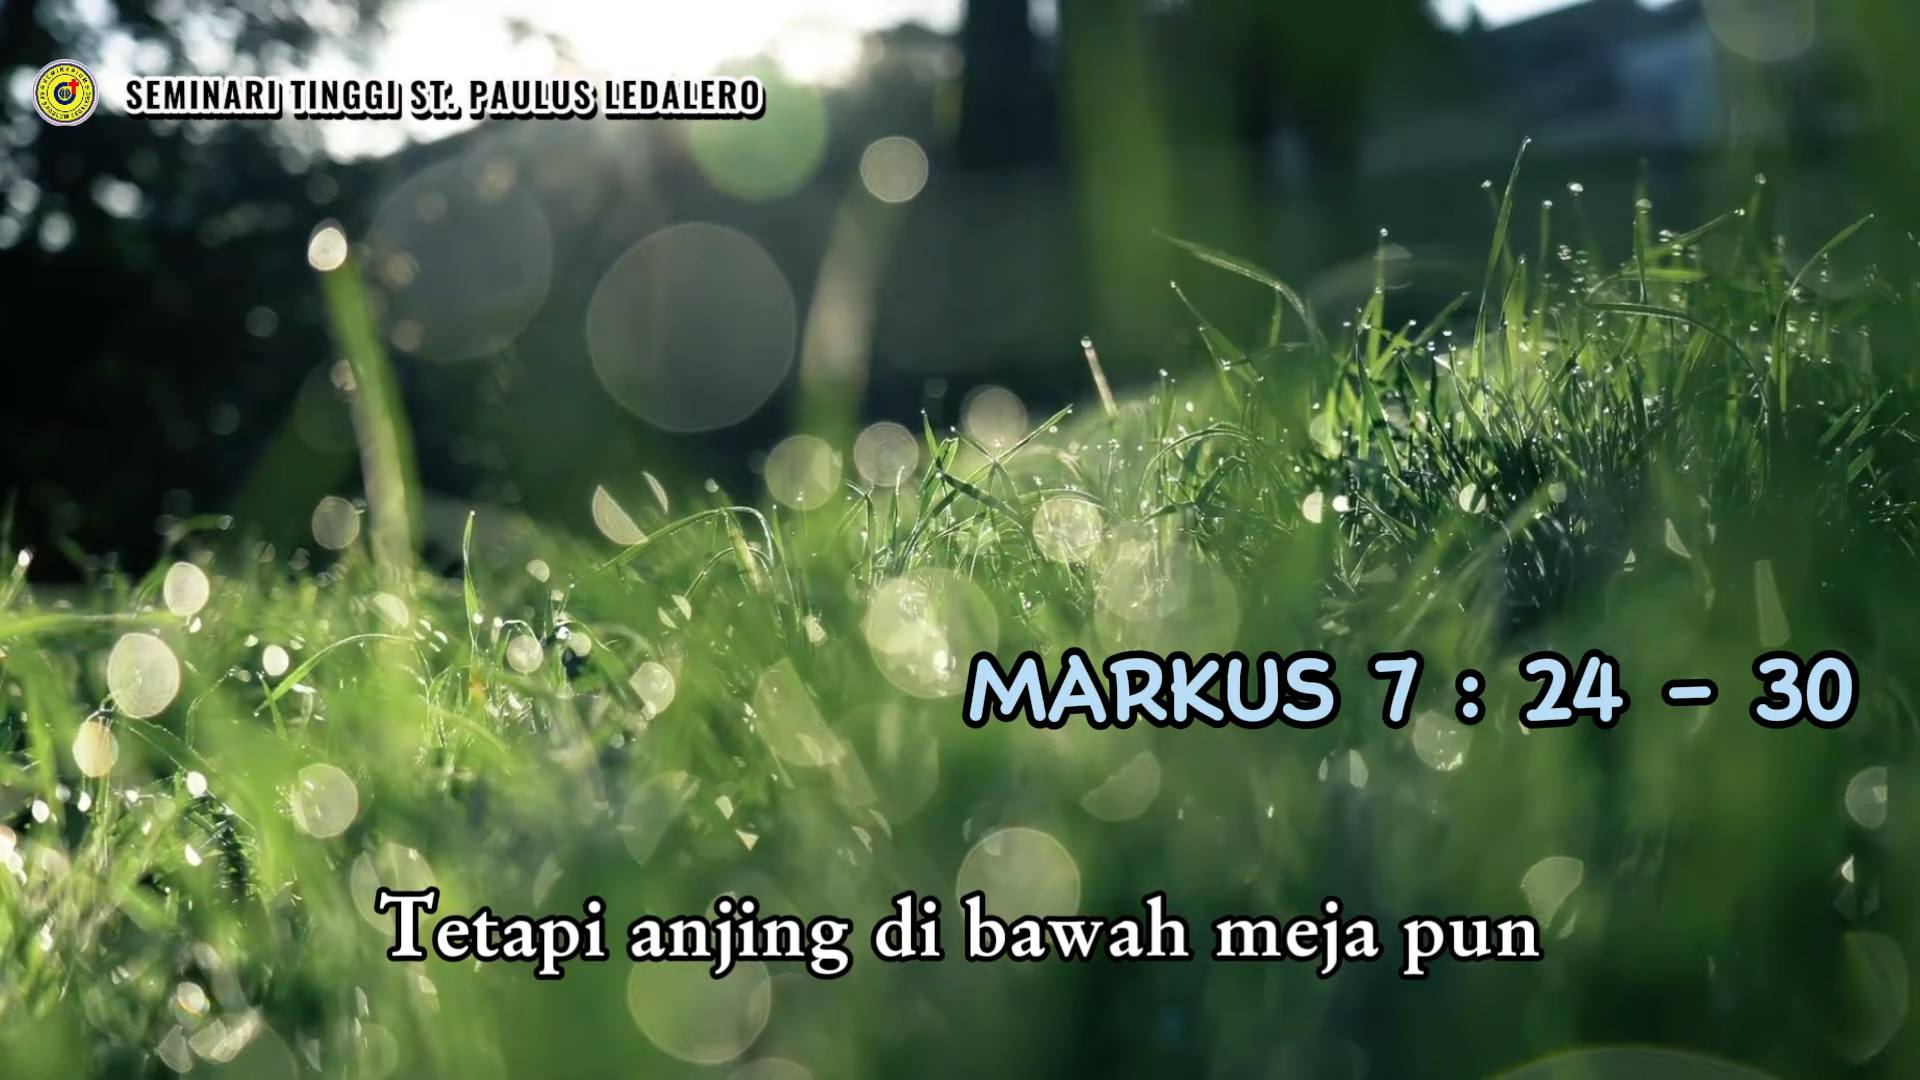 SEMINARI TINGGI ST. PAULUS LEDALERO
MARKUS 7 : 24 - 30
Tetapi anjing di bawah meja pun